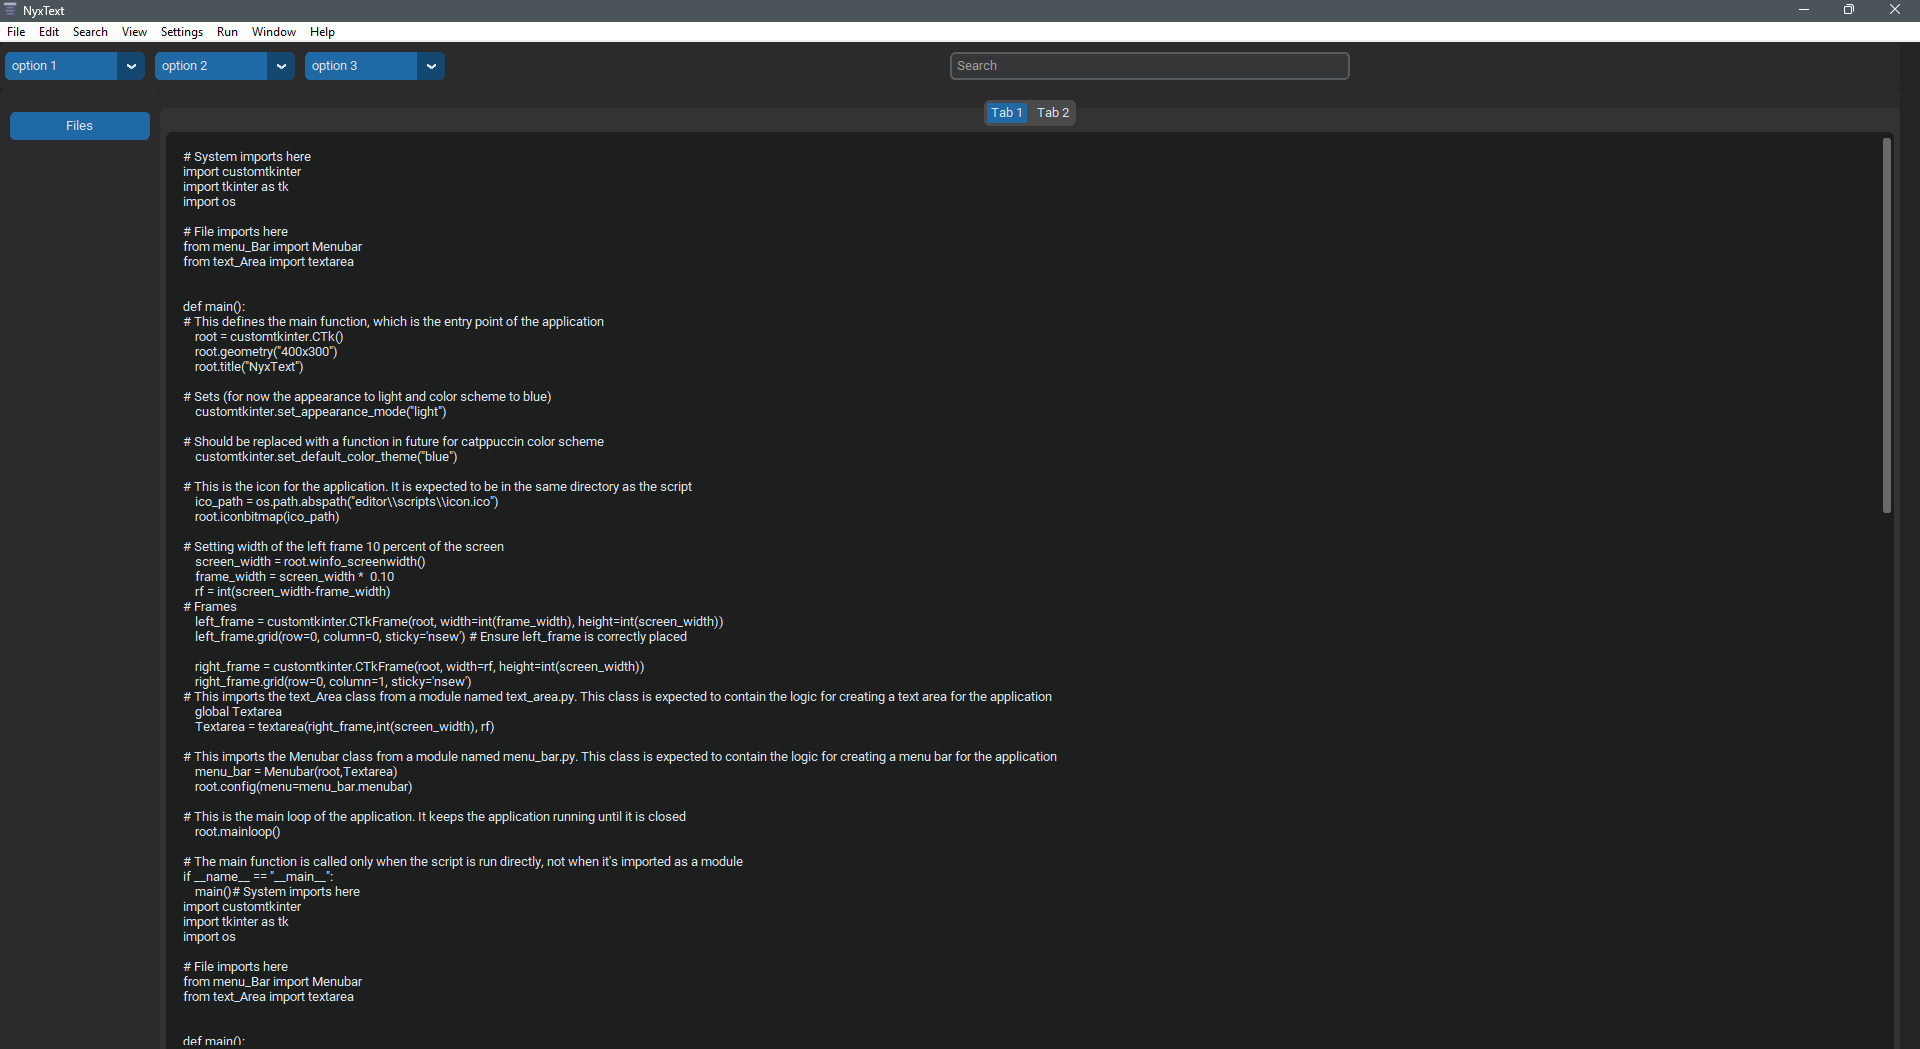 NyxText
File Edit Search View Settings Run Window Help
option 1 option 2 option 3 Search
Tab 1 Tab 2
Files
# System imports here
import customtkinter
import tkinter as tk
import os
# File imports here
from menu_Bar import Menubar
from text_Area import textarea
def main():
# This defines the main function, which is the entry point of the application
root = customtkinter.CTk()
root.geometry("400x300")
root.title("NyxText")
# Sets (for now the appearance to light and color scheme to blue)
customtkinter.set_appearance_mode("light")
# Should be replaced with a function in future for catppuccin color scheme
customtkinter.set_default_color_theme("blue")
# This is the icon for the application. It is expected to be in the same directory as the script
ico_path = os.path.abspath("editor\\scripts\\icon.ico")
root.iconbitmap(ico_path)
# Setting width of the left frame 10 percent of the screen
screen_width = root.winfo_screenwidth()
frame_width = screen_width * 0.10
rf = int(screen_width-frame_width)
# Frames
left_frame = customtkinter.CTkFrame(root, width=int(frame_width), height=int(screen_width))
left_frame.grid(row=0, column=0, sticky='nsew') # Ensure left_frame is correctly placed
right_frame = customtkinter.CTkFrame(root, width=rf, height=int(screen_width))
right_frame.grid(row=0, column=1, sticky='nsew')
# This imports the text_Area class from a module named text_area.py. This class is expected to contain the logic for creating a text area for the application
global Textarea
Textarea = textarea(right_frame,int(screen_width), rf)
# This imports the Menubar class from a module named menu_bar.py. This class is expected to contain the logic for creating a menu bar for the application
menu_bar = Menubar(root,Textarea)
root.config(menu=menu_bar.menubar)
# This is the main loop of the application. It keeps the application running until it is closed
root.mainloop()
# The main function is called only when the script is run directly, not when it's imported as a module
if __name__ == "__main__":
main()# System imports here
import customtkinter
import tkinter as tk
import os
# File imports here
from menu_Bar import Menubar
from text_Area import textarea
def main():